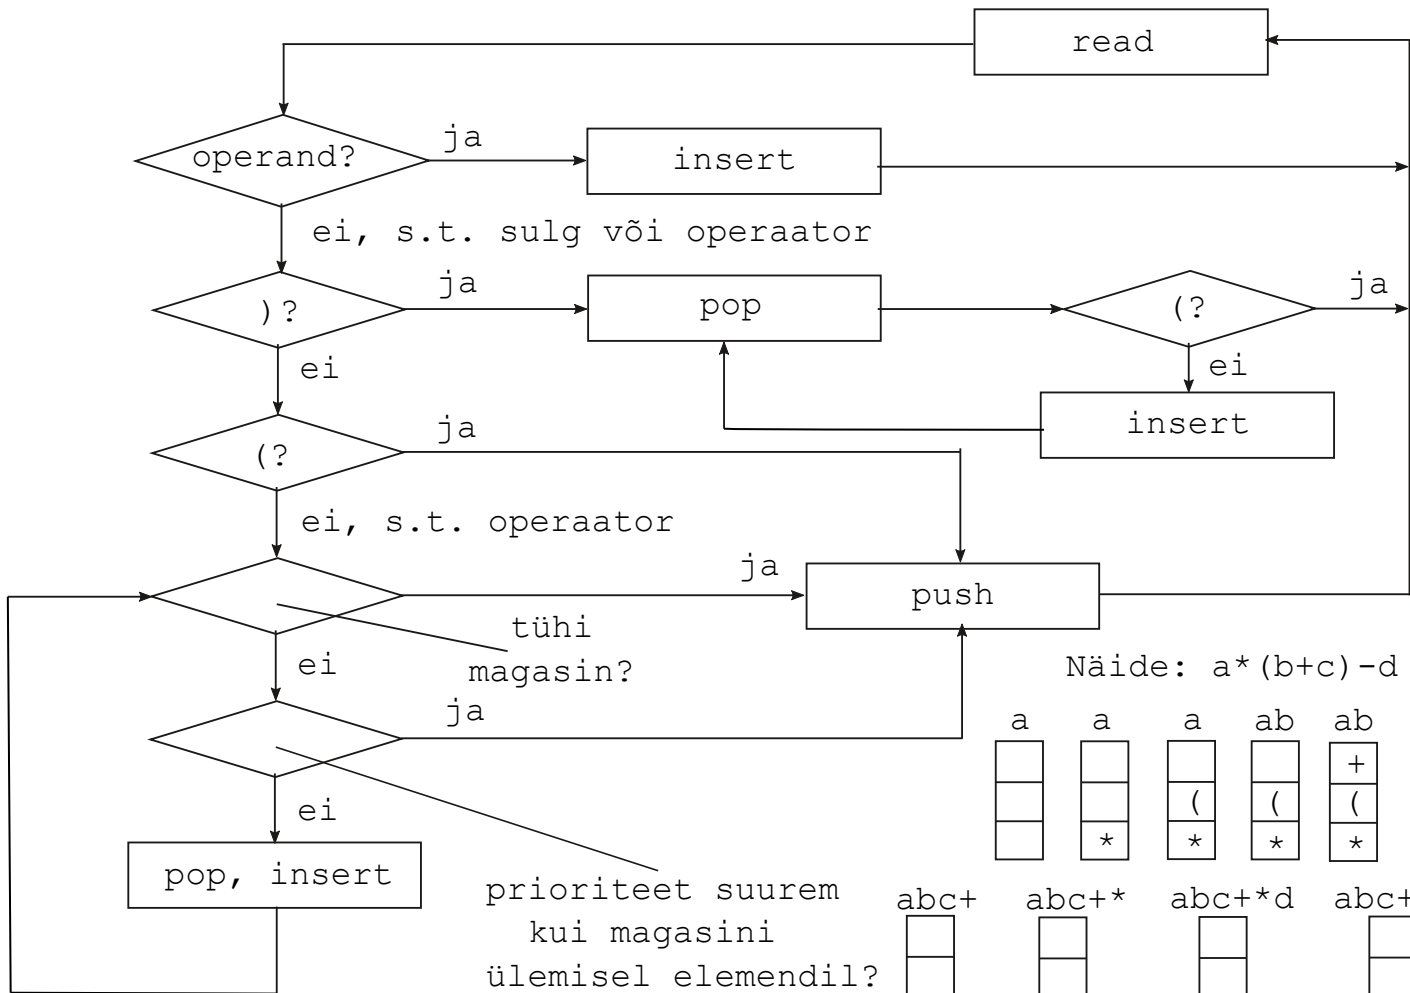 read
operand?
ja
insert
ei, s.t. sulg või operaator
)?
ja
pop
(?
ja
ei
ei
insert
(?
ja
ei, s.t. operaator
ja
push
tühi
magasin?
ei
ja
ei
pop, insert
prioriteet suurem
kui magasini
ülemisel elemendil?
Näide: a*(b+c)-d
a a a ab ab
+
( ( (
* * * *
abc+ abc+* abc+*d abc+